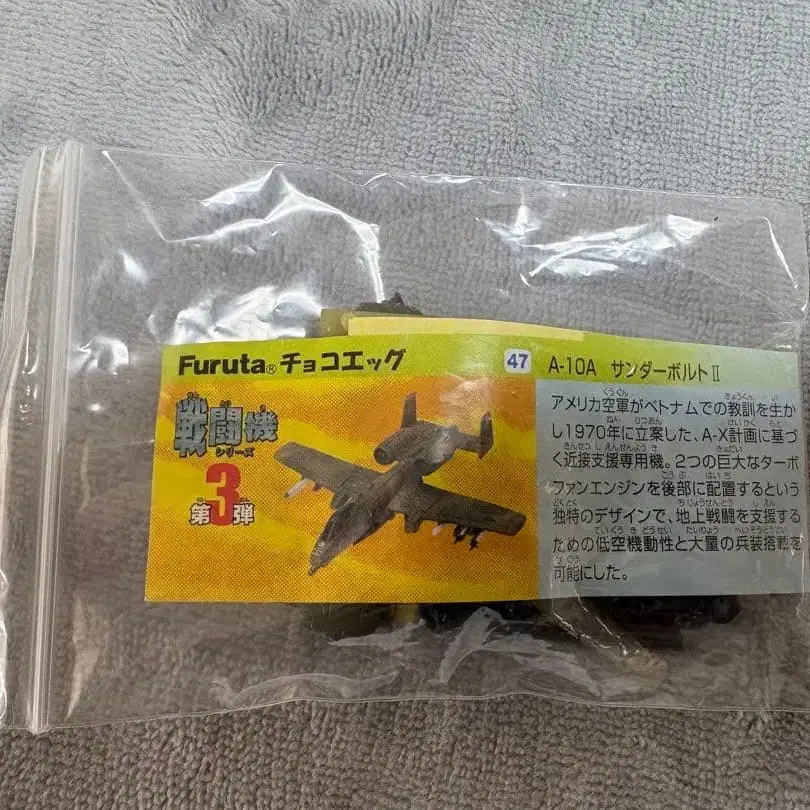 Furuta® チョコエッグ
戦闘機
シリーズ
第3弾
47 A-10A サンダーボルトⅡ
アメリカ空軍がベトナムでの教訓を生か
し1970年に立案した、A-X計画に基づ
く近接支援専用機。2つの巨大なターボ
ファンエンジンを後部に配置するという
独特のデザインで、地上戦闘を支援する
ための低空機動性と大量の兵装搭載を
可能にした。